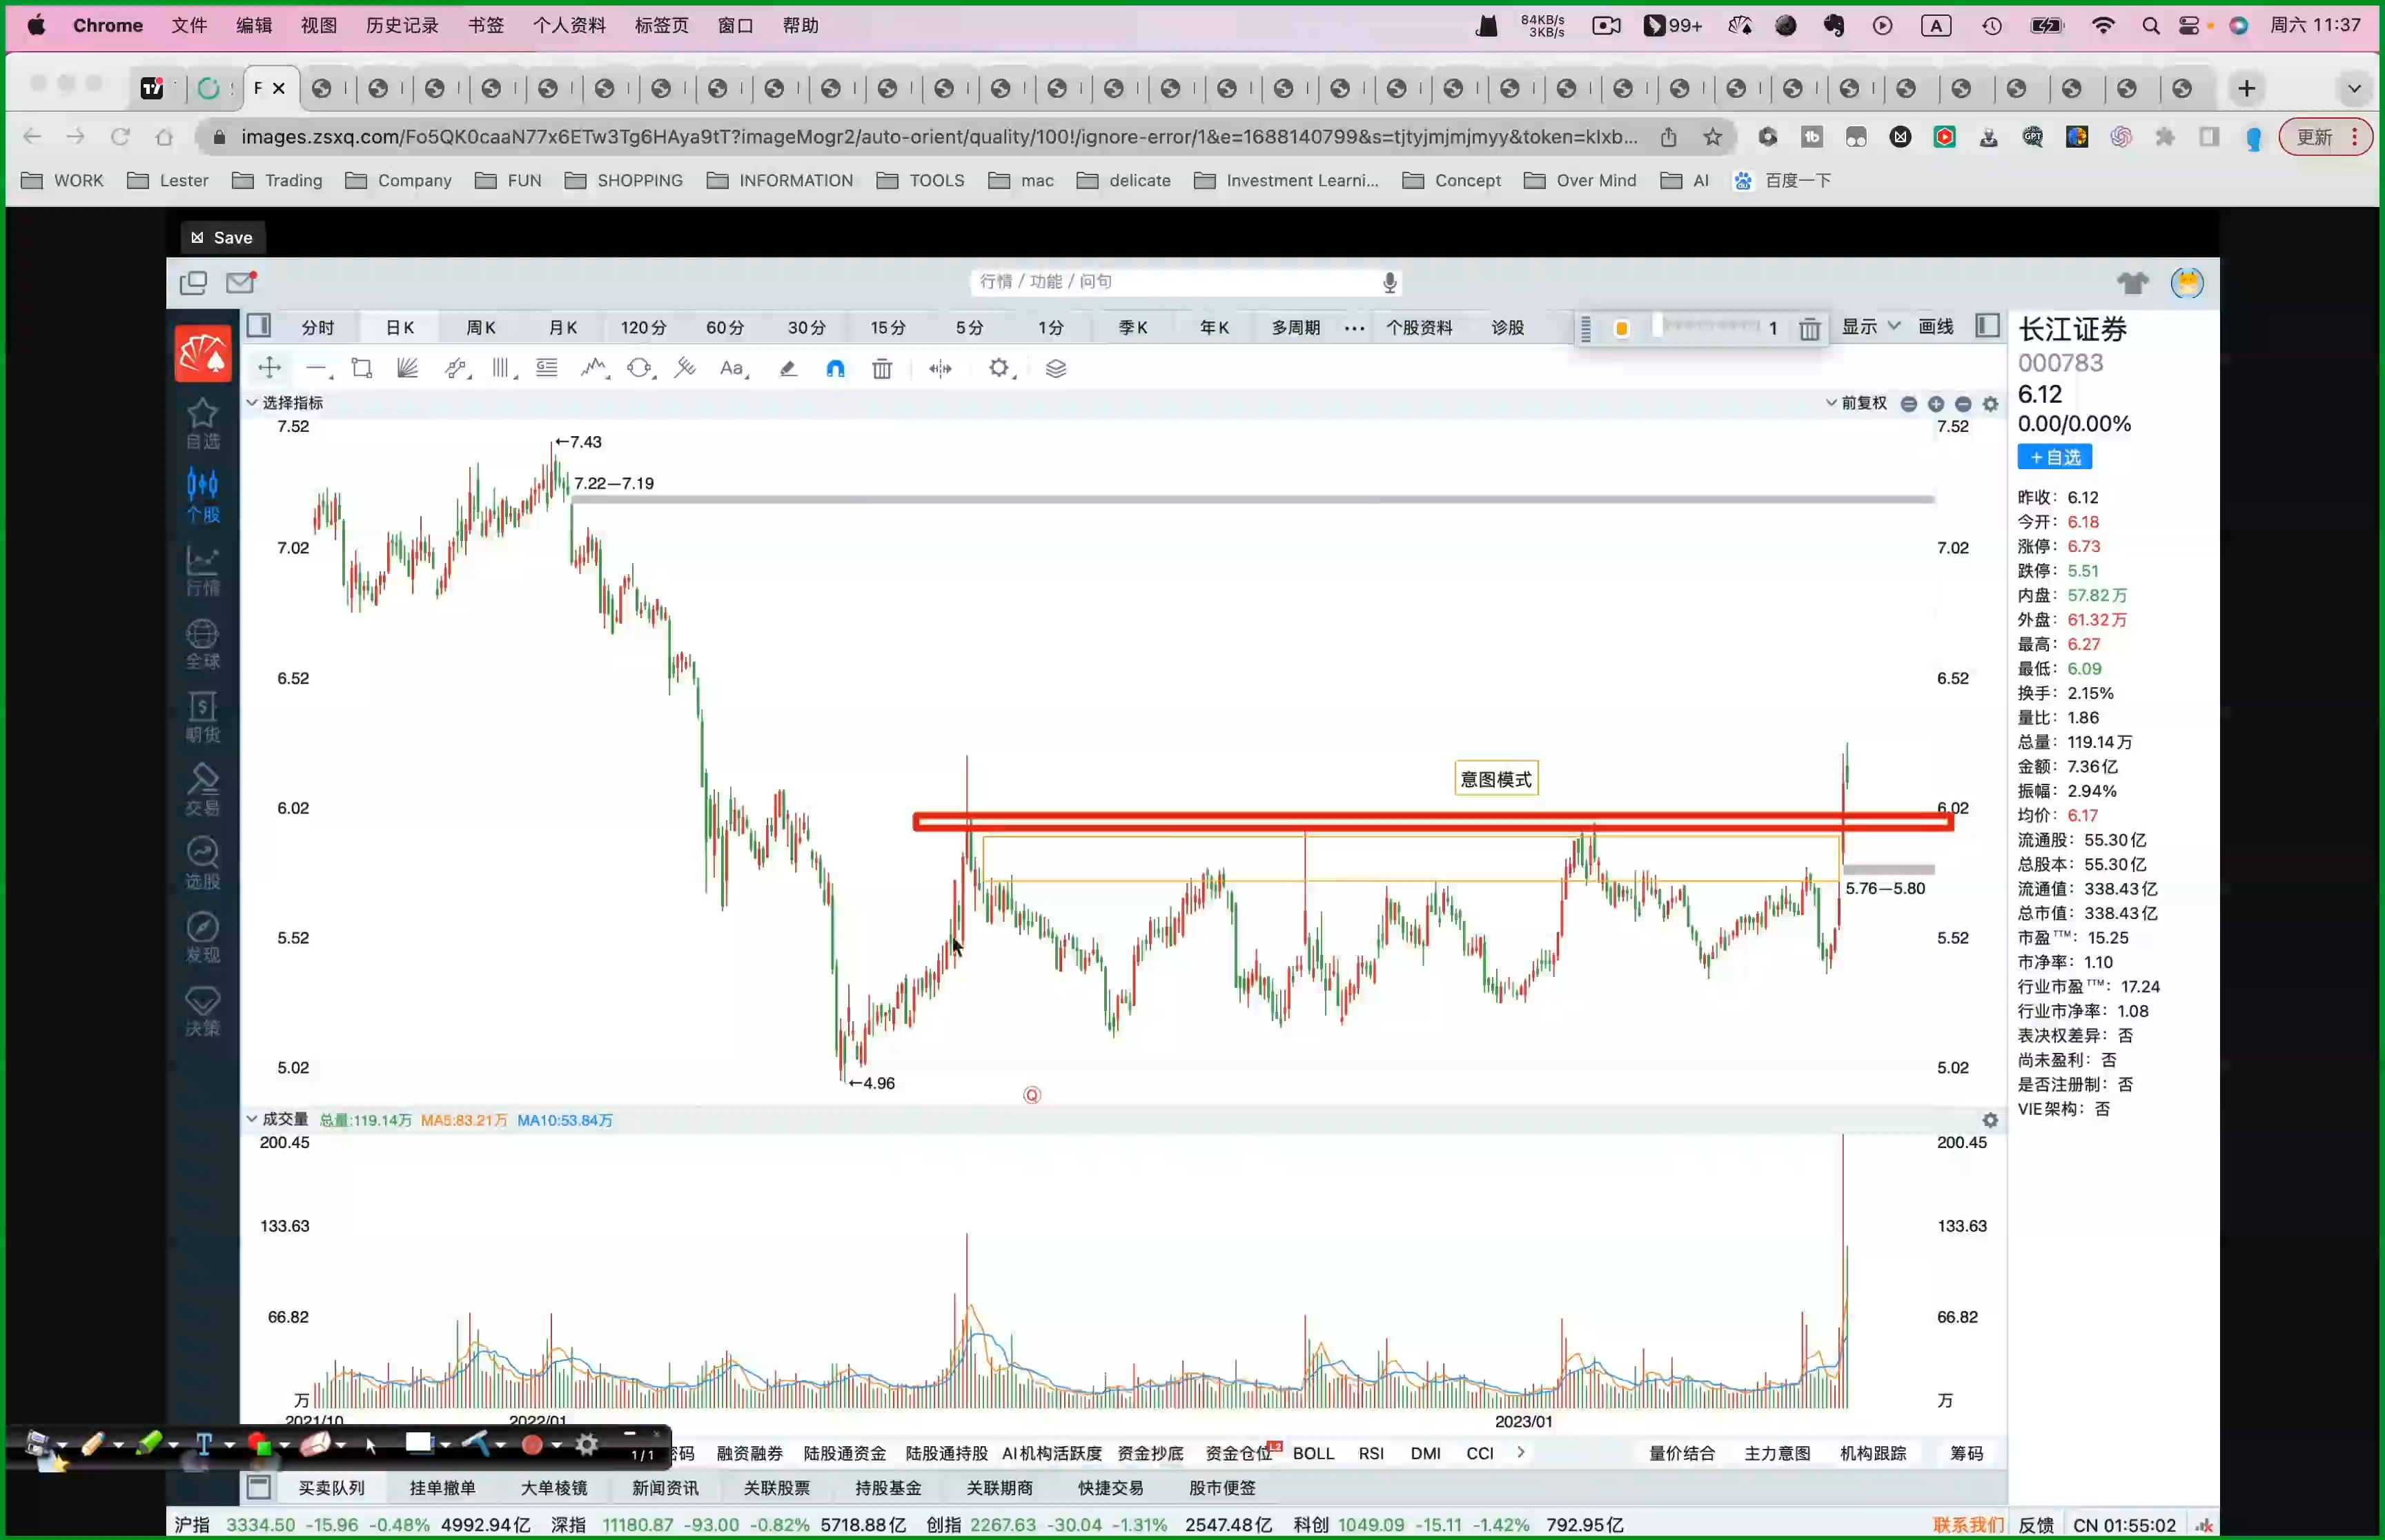 Chrome 文件 编辑 视图 历史记录 书签 个人资料 标签页 窗口 帮助 84KB/s 3KB/s 99+ A 周六 11:37
F
images.zsxq.com/Fo5QK0caaN77x6ETw3Tg6HAya9tT?imageMogr2/auto-orient/quality/100!/ignore-error/1&e=1688140799&s=tjtyjmjmjmyy&token=kIxb... 更新
WORK Lester Trading Company FUN SHOPPING INFORMATION TOOLS mac delicate Investment Learni... Concept Over Mind AI 百度一下
Save
行情 / 功能 / 问句
分时 日K 周K 月K 120分 60分 30分 15分 5分 1分 季K 年K 多周期 ··· 个股资料 诊股 1 显示 画线
选择指标 前复权
自选
个股
行情
全球
期货
交易
选股
发现
决策
7.52 7.52
←7.43
7.22—7.19
7.02 7.02
6.52 6.52
意图模式
6.02 6.02
5.76—5.80
5.52 5.52
5.02 5.02
←4.96
Q
成交量 总量:119.14万 MA5:83.21万 MA10:53.84万
200.45 200.45
133.63 133.63
66.82 66.82
万 万
2021/10 2022/01 2023/01
长江证券
000783
6.12
0.00/0.00%
+自选
昨收: 6.12
今开: 6.18
涨停: 6.73
跌停: 5.51
内盘: 57.82万
外盘: 61.32万
最高: 6.27
最低: 6.09
换手: 2.15%
量比: 1.86
总量: 119.14万
金额: 7.36亿
振幅: 2.94%
均价: 6.17
流通股: 55.30亿
总股本: 55.30亿
流通值: 338.43亿
总市值: 338.43亿
市盈TTM: 15.25
市净率: 1.10
行业市盈TTM: 17.24
行业市净率: 1.08
表决权差异: 否
尚未盈利: 否
是否注册制: 否
VIE架构: 否
1/1
码 融资融券 陆股通资金 陆股通持股 AI机构活跃度 资金抄底 资金仓位 L2 BOLL RSI DMI CCI 量价结合 主力意图 机构跟踪 筹码
买卖队列 挂单撤单 大单棱镜 新闻资讯 关联股票 持股基金 关联期商 快捷交易 股市便签
沪指 3334.50 -15.96 -0.48% 4992.94亿 深指 11180.87 -93.00 -0.82% 5718.88亿 创指 2267.63 -30.04 -1.31% 2547.48亿 科创 1049.09 -15.11 -1.42% 792.95亿 联系我们 反馈 CN 01:55:02